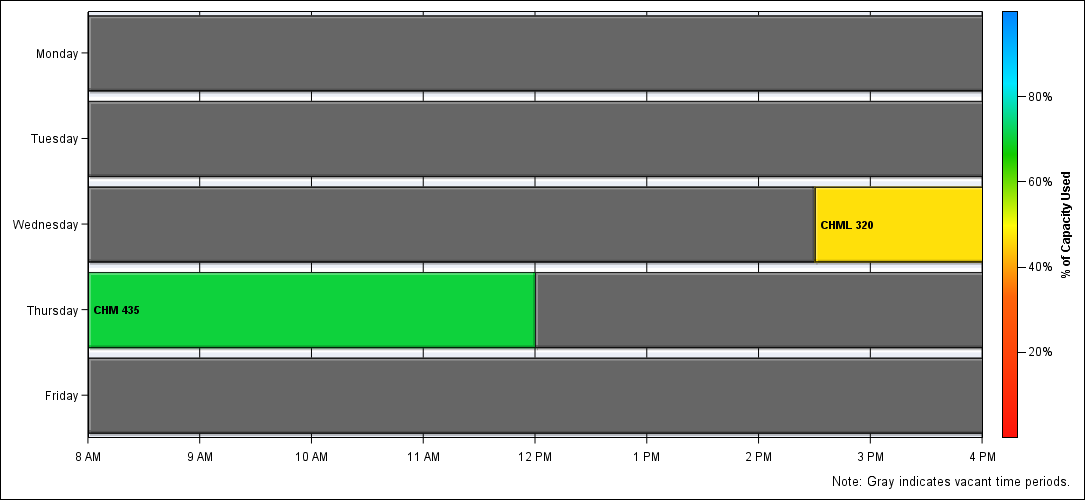 Monday
Tuesday
Wednesday
CHML 320
Thursday
CHM 435
Friday
8 AM 9 AM 10 AM 11 AM 12 PM 1 PM 2 PM 3 PM 4 PM
80%
60%
40%
20%
% of Capacity Used
Note: Gray indicates vacant time periods.